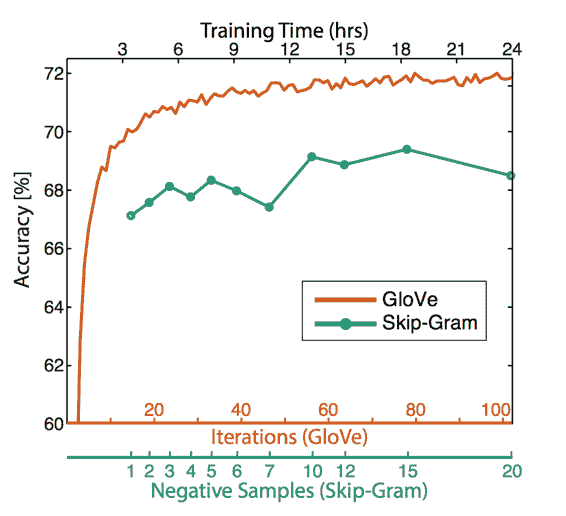 Training Time (hrs)
3 6 9 12 15 18 21 24
72
70
68
66
64
62
60
Accuracy [%]
GloVe
Skip-Gram
20 40 60 80 100
Iterations (GloVe)
1 2 3 4 5 6 7 10 12 15 20
Negative Samples (Skip-Gram)